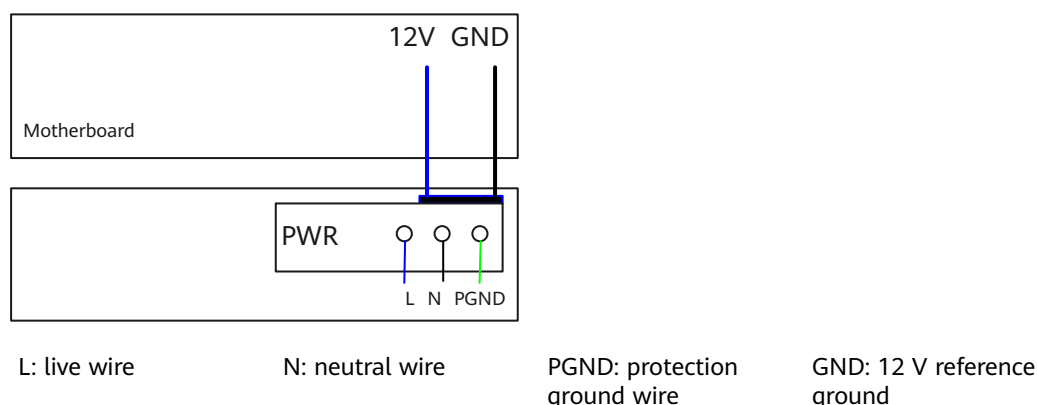 12V GND
Motherboard
PWR
L N PGND
L: live wire
N: neutral wire
PGND: protection
ground wire
GND: 12 V reference
ground